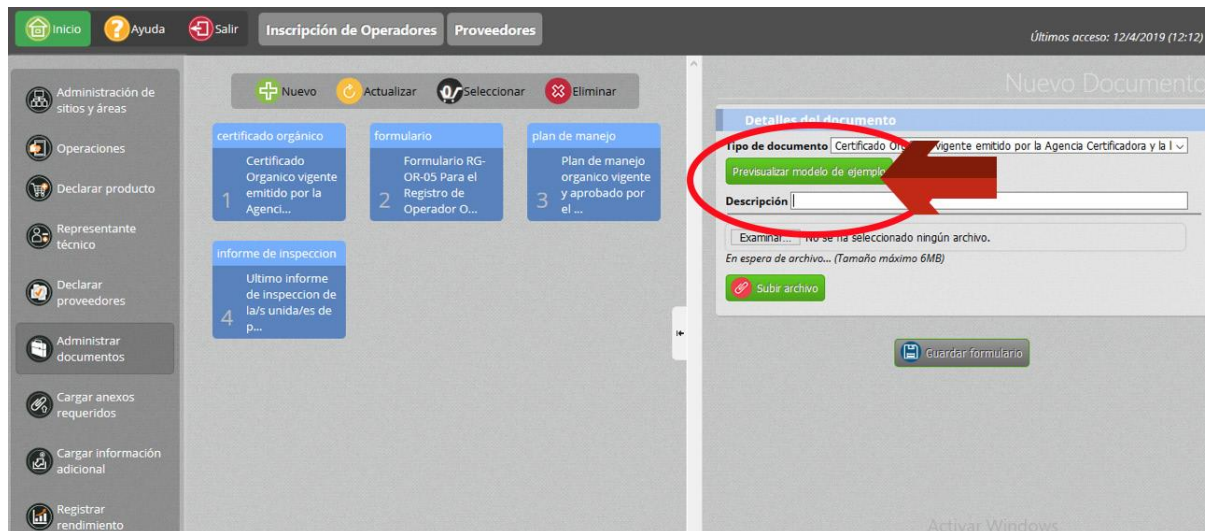 Inicio Ayuda Salir Inscripción de Operadores Proveedores
Últimos acceso: 12/4/2019 (12:12)
Administración de
sitios y áreas
Operaciones
Declarar producto
Representante
técnico
Declarar
proveedores
Administrar
documentos
Cargar anexos
requeridos
Cargar información
adicional
Registrar
rendimiento
Nuevo Actualizar Seleccionar Eliminar
certificado orgánico
Certificado
Organico vigente
emitido por la
Agenci...
1
formulario
Formulario RG-
OR-05 Para el
Registro de
Operador O...
2
plan de manejo
Plan de manejo
organico vigente
y aprobado por
el ...
3
informe de inspeccion
Ultimo informe
de inspeccion de
la/s unida/es de
p...
4
Nuevo Documento
Detalles del documento
Tipo de documento Certificado vigente emitido por la Agencia Certificadora y la
Previsualizar modelo de ejemplo
Descripción
Examinar... No se ha seleccionado ningún archivo.
En espera de archivo... (Tamaño máximo 6MB)
Subir archivo
Guardar formulario
Activar Windows